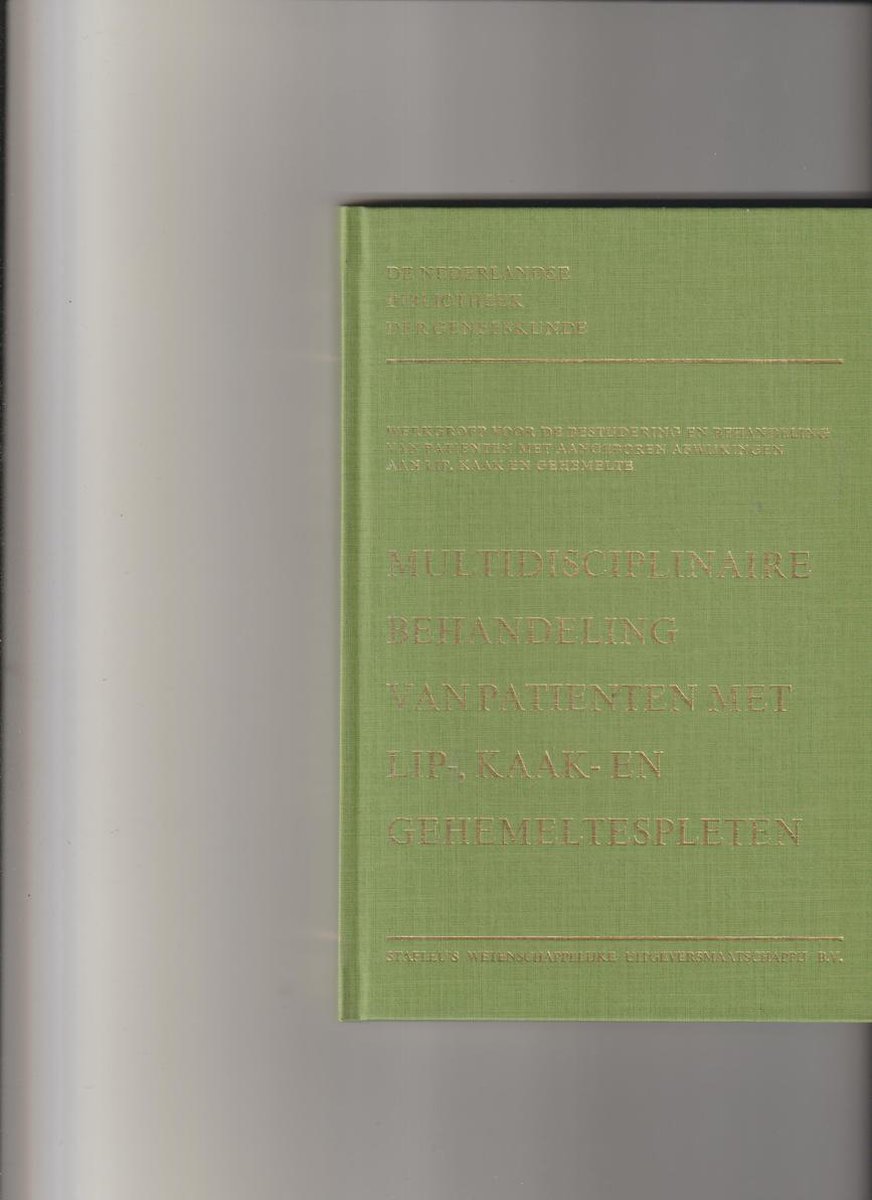 DE NEDERLANDSE
BIBLIOTHEEK
DER GENEESKUNDE
WERKGROEP VOOR DE BESTUDERING EN BEHANDELING
VAN PATIENTEN MET AANGEBOREN AFWIJKINGEN
AAN LIP, KAAK EN GEHEMELTE
MULTIDISCIPLINAIRE
BEHANDELING
VAN PATIENTEN MET
LIP-, KAAK- EN
GEHEMELTESPLETEN
STAFLEU'S WETENSCHAPPELIJKE UITGEVERSMAATSCHAPPIJ B.V.